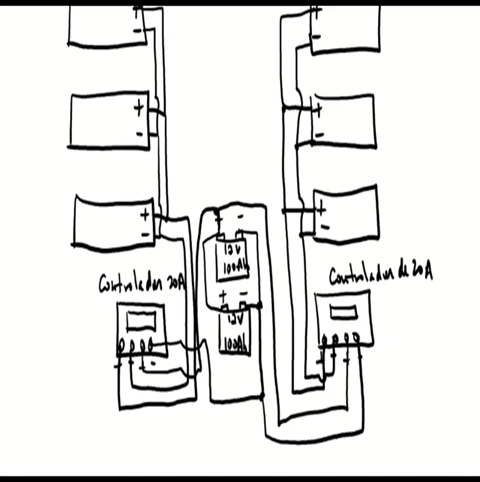 +
-
+
-
+
-
+
-
+
-
+
-
+ -
12V
100Ah
+ -
12V
100Ah
Controlador 20A
Controlador de 20A